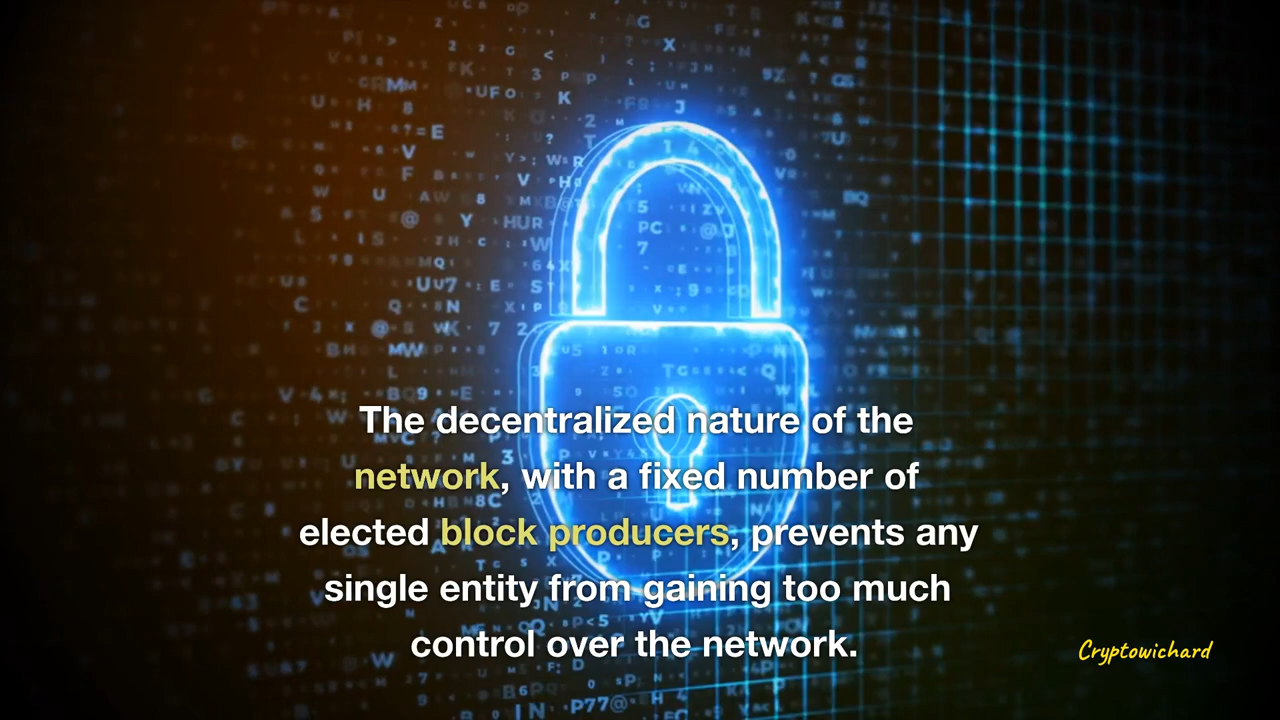 The decentralized nature of the
network, with a fixed number of
elected block producers, prevents any
single entity from gaining too much
control over the network.
Cryptowichard